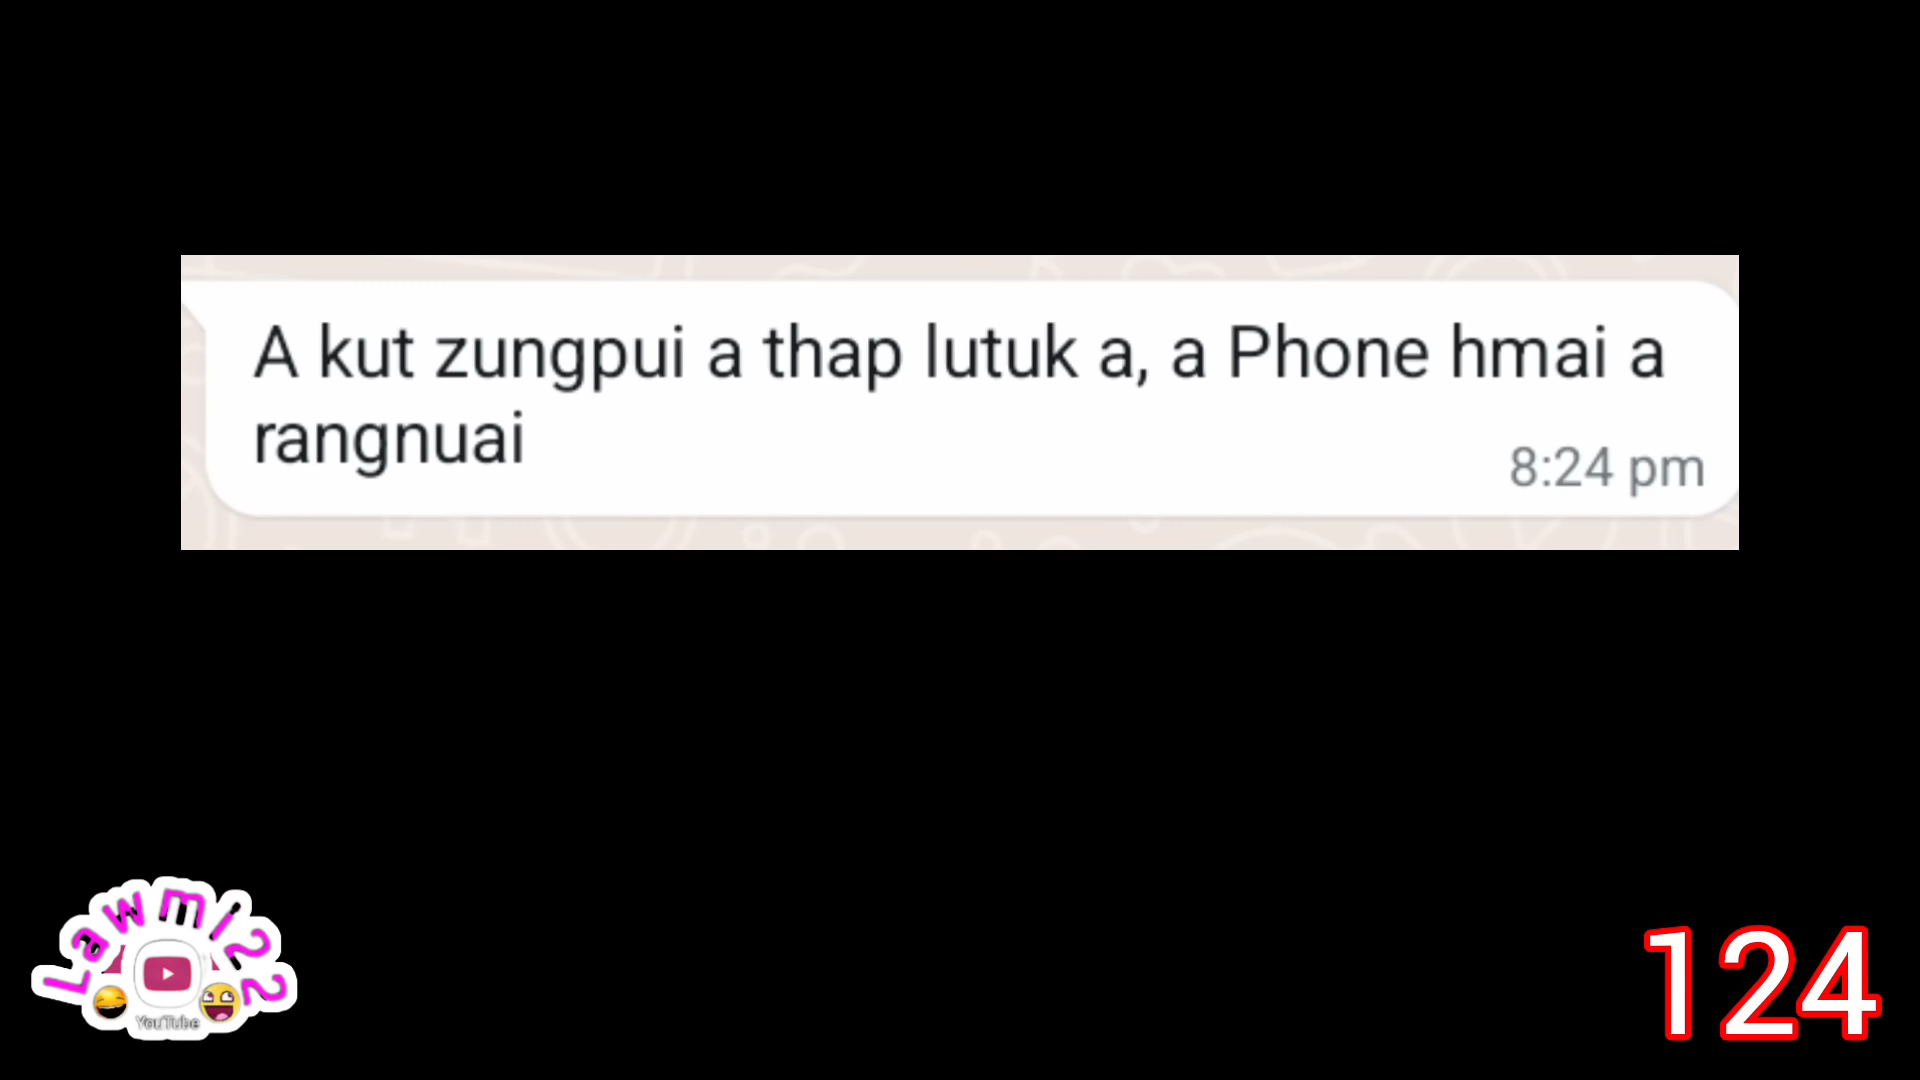 A kut zungpui a thap lutuk a, a Phone hmai a
rangnuai
8:24 pm
Lawmi22
YouTube
124